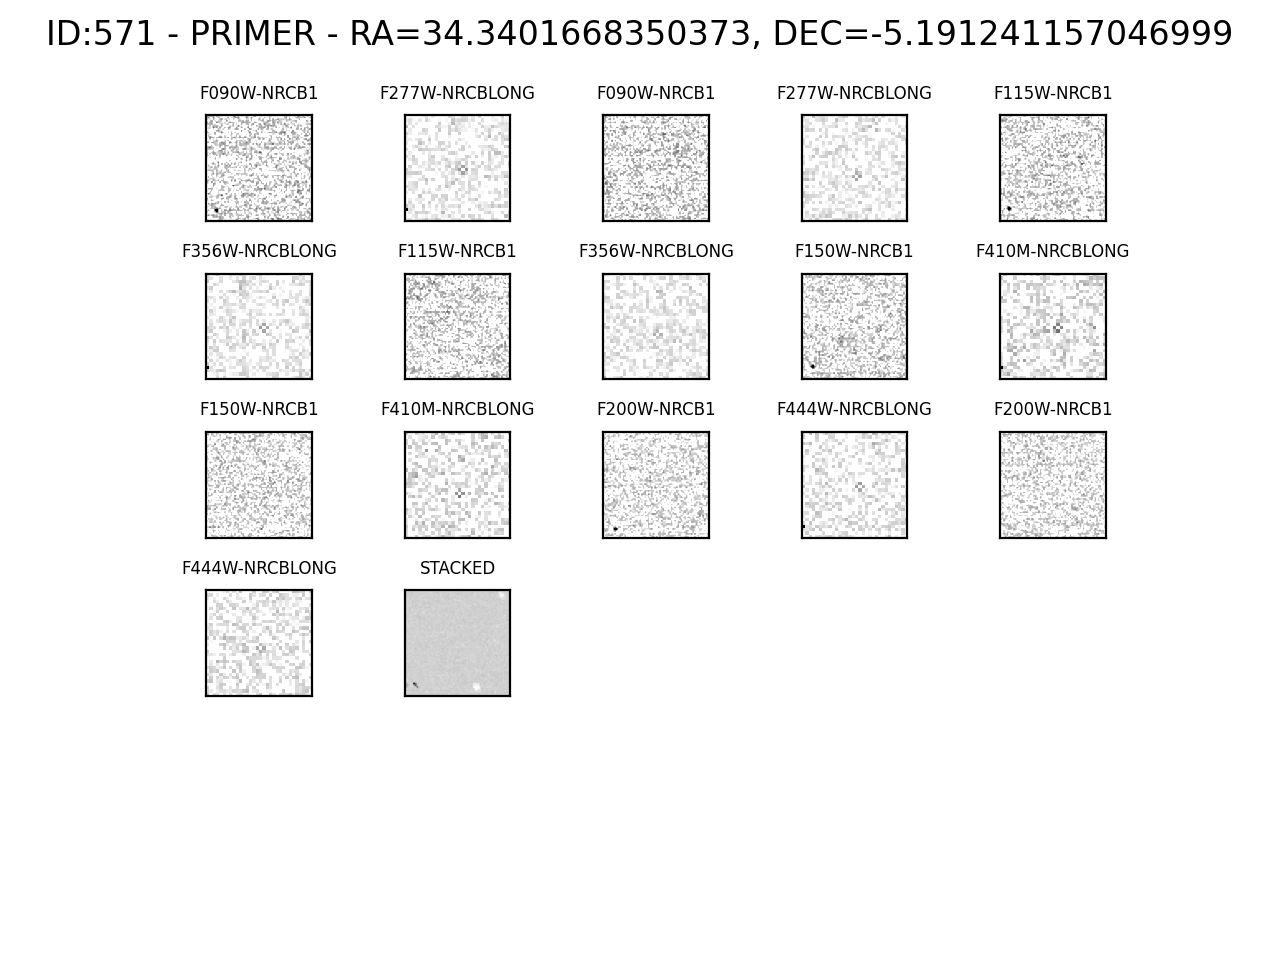 ID:571 - PRIMER - RA=34.3401668350373, DEC=-5.191241157046999
F090W-NRCB1 F277W-NRCBLONG F090W-NRCB1 F277W-NRCBLONG F115W-NRCB1
F356W-NRCBLONG F115W-NRCB1 F356W-NRCBLONG F150W-NRCB1 F410M-NRCBLONG
F150W-NRCB1 F410M-NRCBLONG F200W-NRCB1 F444W-NRCBLONG F200W-NRCB1
F444W-NRCBLONG STACKED